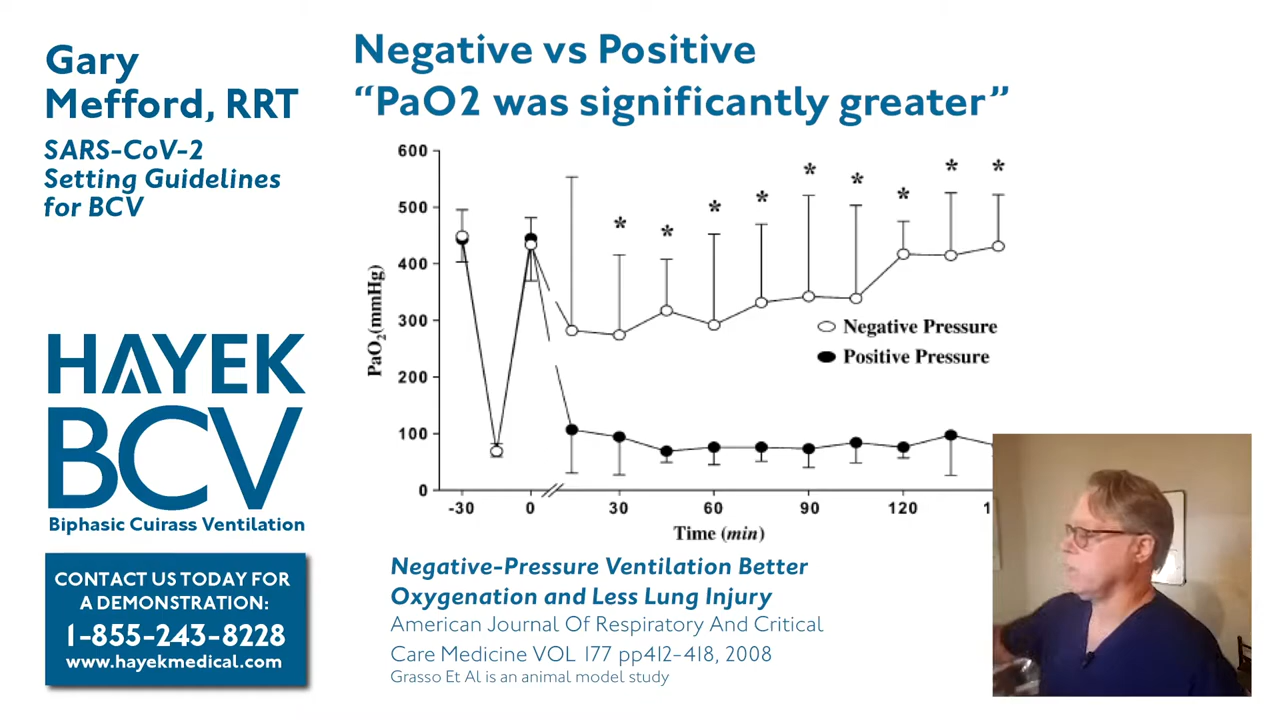 Gary
Mefford, RRT
SARS-CoV-2
Setting Guidelines
for BCV
HAYEK
BCV
Biphasic Cuirass Ventilation
CONTACT US TODAY FOR
A DEMONSTRATION:
1-855-243-8228
www.hayekmedical.com
Negative vs Positive
“PaO2 was significantly greater”
600
500
400
300
200
100
0
PaO2(mmHg)
* * * * * * * * *
Negative Pressure
Positive Pressure
-30 0 30 60 90 120
Time (min)
Negative-Pressure Ventilation Better
Oxygenation and Less Lung Injury
American Journal Of Respiratory And Critical
Care Medicine VOL 177 pp412-418, 2008
Grasso Et Al is an animal model study